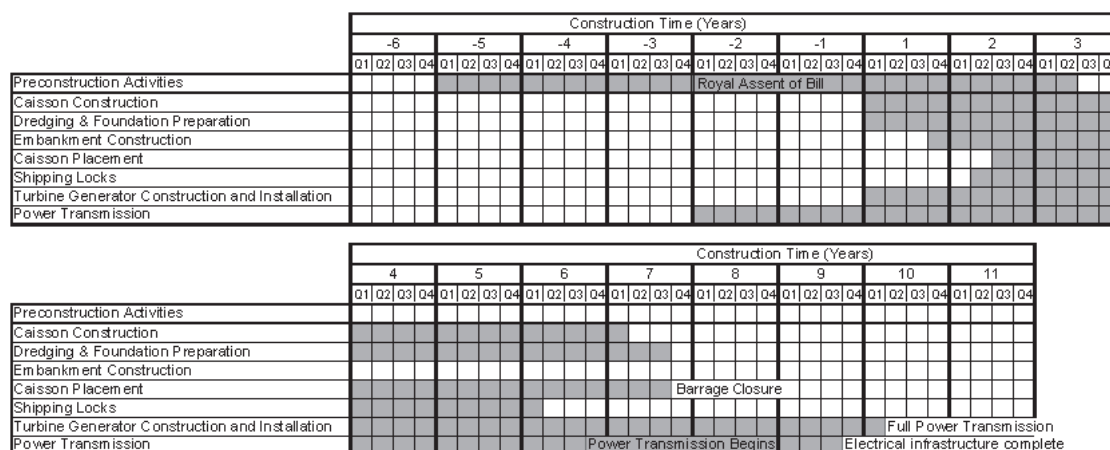 Construction Time (Years)
-6 -5 -4 -3 -2 -1 1 2 3
Q1 Q2 Q3 Q4 Q1 Q2 Q3 Q4 Q1 Q2 Q3 Q4 Q1 Q2 Q3 Q4 Q1 Q2 Q3 Q4 Q1 Q2 Q3 Q4 Q1 Q2 Q3 Q4 Q1 Q2 Q3 Q4 Q1 Q2 Q3
Preconstruction Activities Royal Assent of Bill
Caisson Construction
Dredging & Foundation Preparation
Embankment Construction
Caisson Placement
Shipping Locks
Turbine Generator Construction and Installation
Power Transmission
Construction Time (Years)
4 5 6 7 8 9 10 11
Q1 Q2 Q3 Q4 Q1 Q2 Q3 Q4 Q1 Q2 Q3 Q4 Q1 Q2 Q3 Q4 Q1 Q2 Q3 Q4 Q1 Q2 Q3 Q4 Q1 Q2 Q3 Q4 Q1 Q2 Q3 Q4
Preconstruction Activities
Caisson Construction
Dredging & Foundation Preparation
Embankment Construction
Caisson Placement Barrage Closure
Shipping Locks
Turbine Generator Construction and Installation Full Power Transmission
Power Transmission Power Transmission Begins Electrical infrastructure complete